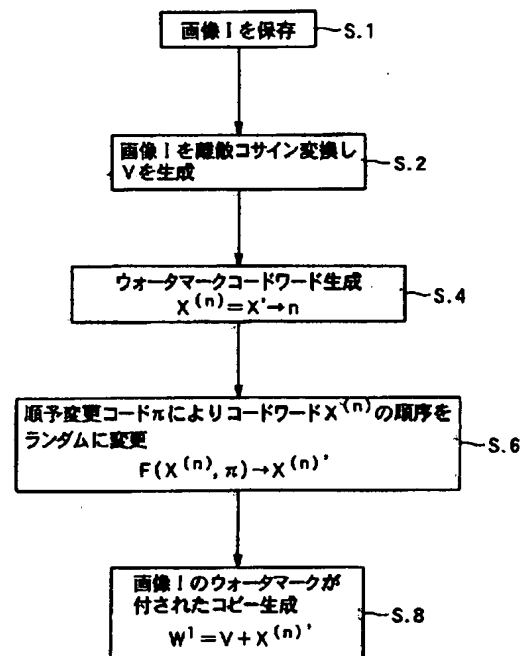 画像Iを保存
S.1
画像Iを離散コサイン変換し
Vを生成
S.2
ウォータマークコードワード生成
X⁽ⁿ⁾=X'→n
S.4
順予変更コードπによりコードワードX⁽ⁿ⁾の順序を
ランダムに変更
F(X⁽ⁿ⁾,π)→X⁽ⁿ⁾'
S.6
画像Iのウォータマークが
付されたコピー生成
W¹=V+X⁽ⁿ⁾'
S.8